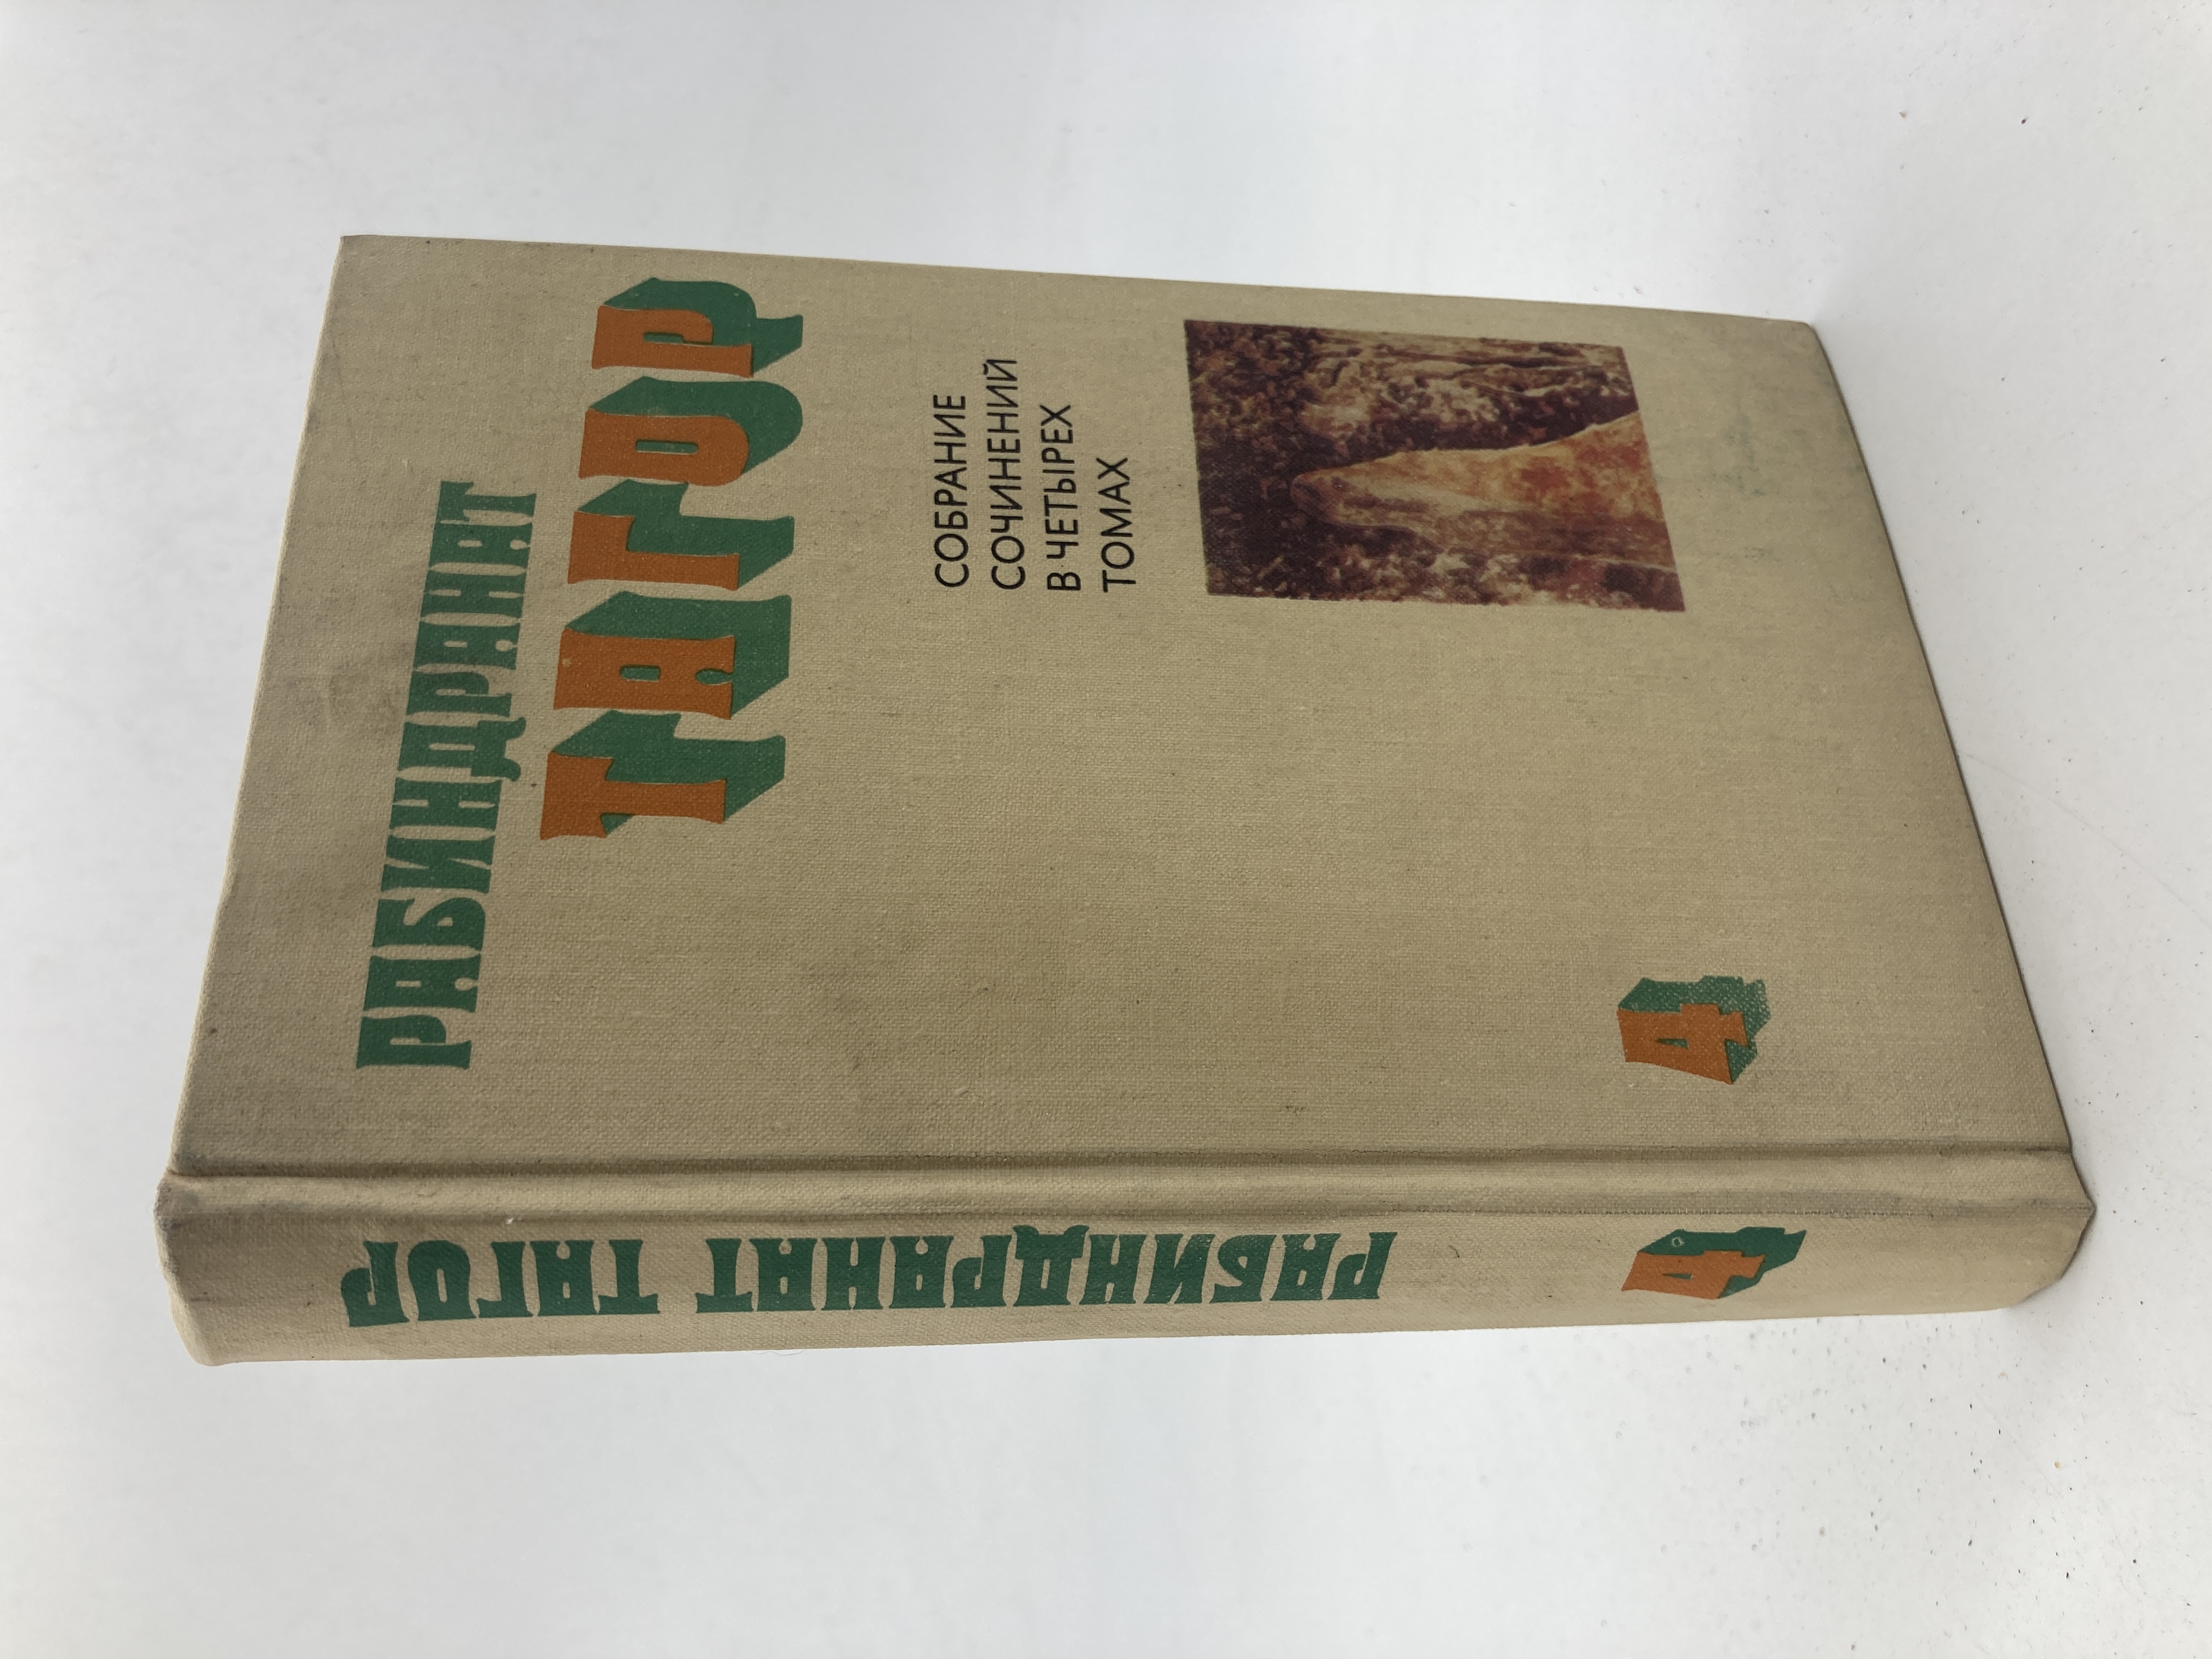 РАБИНДРАНАТ
ТАГОР
СОБРАНИЕ
СОЧИНЕНИЙ
В ЧЕТЫРЕХ
ТОМАХ
4
РАБИНДРАНАТ ТАГОР
4